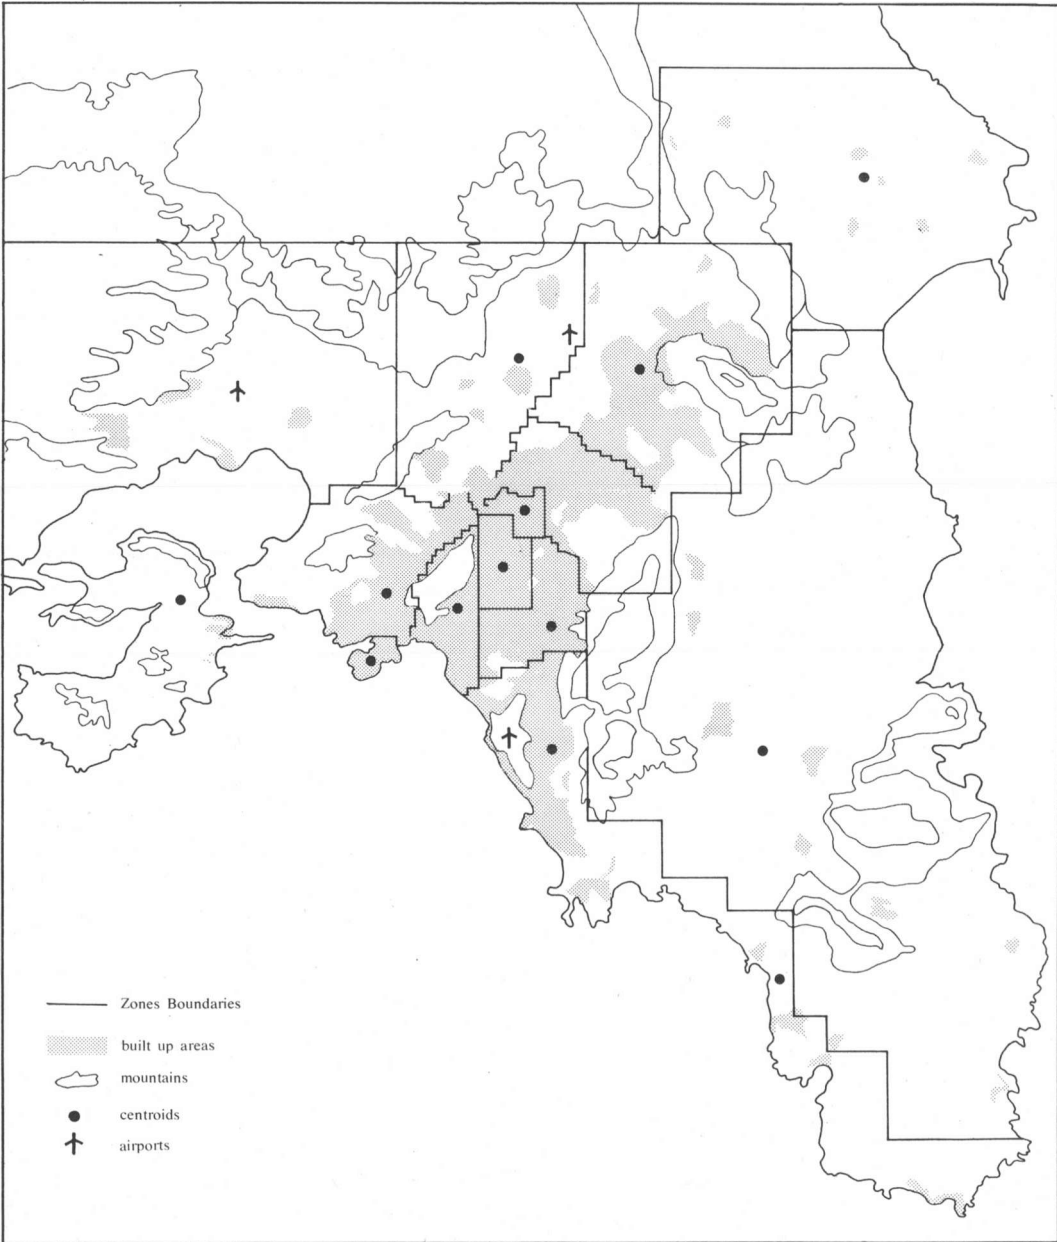 Zones Boundaries
built up areas
mountains
centroids
airports